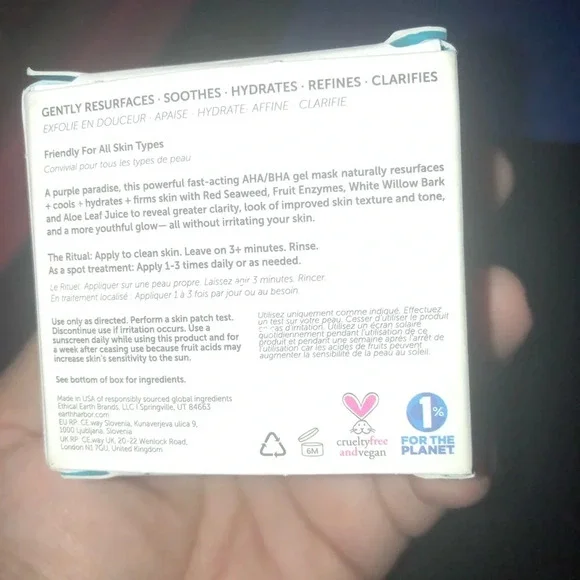 GENTLY RESURFACES · SOOTHES · HYDRATES · REFINES · CLARIFIES
EXFOLIE EN DOUCEUR · APAISE · HYDRATE· AFFINE · CLARIFIE
Friendly For All Skin Types
Convivial pour tous les types de peau
A purple paradise, this powerful fast-acting AHA/BHA gel mask naturally resurfaces
+ cools + hydrates + firms skin with Red Seaweed, Fruit Enzymes, White Willow Bark
and Aloe Leaf Juice to reveal greater clarity, look of improved skin texture and tone,
and a more youthful glow— all without irritating your skin.
The Ritual: Apply to clean skin. Leave on 3+ minutes. Rinse.
As a spot treatment: Apply 1-3 times daily or as needed.
Le Rituel: Appliquer sur une peau propre. Laissez agir 3 minutes. Rincer.
En traitement localisé : Appliquer 1 à 3 fois par jour ou au besoin.
Use only as directed. Perform a skin patch test.
Discontinue use if irritation occurs. Use a
sunscreen daily while using this product and for
a week after ceasing use because fruit acids may
increase skin's sensitivity to the sun.
Utilisez uniquement comme indiqué. Effectuez
un test sur votre peau. Cesser d'utiliser le produit
en cas d'irritation. Utilisez un écran solaire
quotidiennement pendant l'utilisation de ce
produit et pendant une semaine après l'arrêt de
l'utilisation car les acides de fruits peuvent
augmenter la sensibilité de la peau au soleil.
See bottom of box for ingredients.
Made in USA of responsibly sourced global ingredients
Ethical Earth Brands, LLC | Springville, UT 84663
earthharbor.com
EU RP. CE.way Slovenia, Kunaverjeva ulica 9,
1000 Ljubljana, Slovenia
UK RP. CE.way UK, 20-22 Wenlock Road,
London N1 7GU, United Kingdom
6M
crueltyfree
andvegan
1%
FOR THE
PLANET